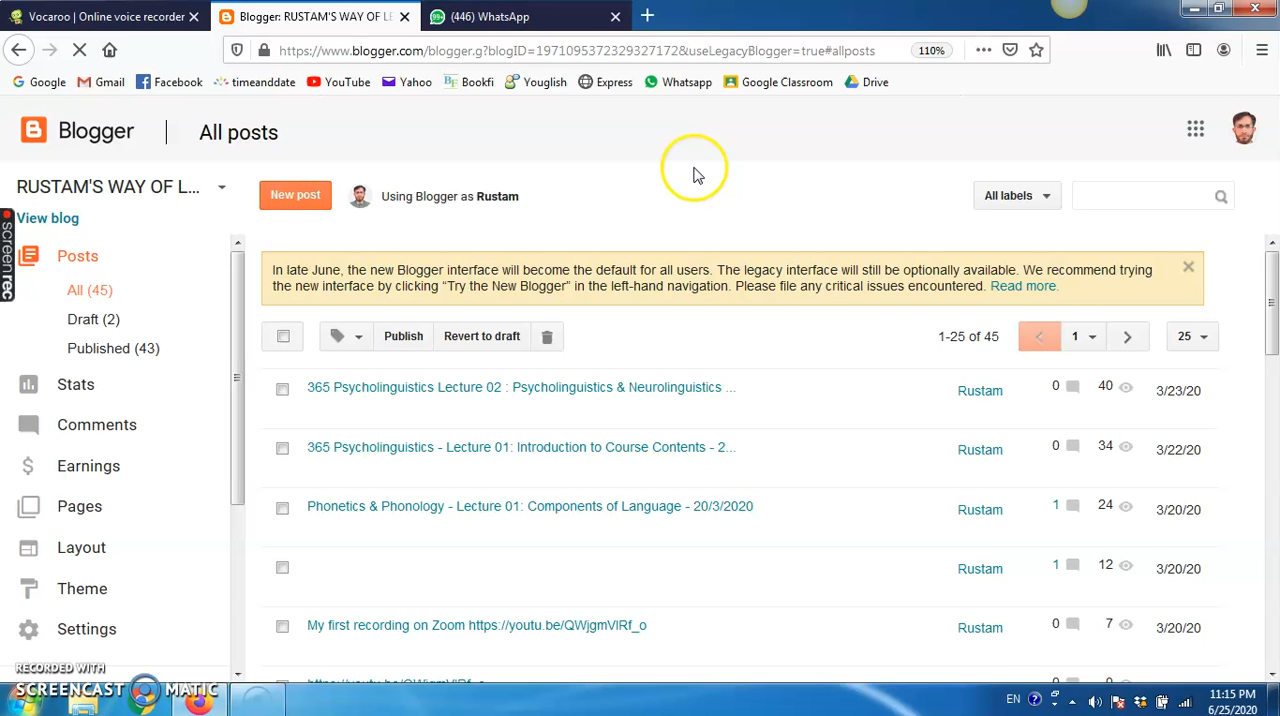 Vocaroo | Online voice recorder
Blogger: RUSTAM'S WAY OF LE
(446) WhatsApp
https://www.blogger.com/blogger.g?blogID=1971095372329327172&useLegacyBlogger=true#allposts
110%
Google Gmail Facebook timeanddate YouTube Yahoo Bookfi Youglish Express Whatsapp Google Classroom Drive
Blogger All posts
RUSTAM'S WAY OF L...
New post Using Blogger as Rustam All labels
View blog
Posts
All (45)
Draft (2)
Published (43)
Stats
Comments
Earnings
Pages
Layout
Theme
Settings
screenrec
In late June, the new Blogger interface will become the default for all users. The legacy interface will still be optionally available. We recommend trying
the new interface by clicking “Try the New Blogger” in the left-hand navigation. Please file any critical issues encountered. Read more.
Publish Revert to draft 1-25 of 45 1 25
365 Psycholinguistics Lecture 02 : Psycholinguistics & Neurolinguistics ... Rustam 0 40 3/23/20
365 Psycholinguistics - Lecture 01: Introduction to Course Contents - 2... Rustam 0 34 3/22/20
Phonetics & Phonology - Lecture 01: Components of Language - 20/3/2020 Rustam 1 24 3/20/20
Rustam 1 12 3/20/20
My first recording on Zoom https://youtu.be/QWjgmVlRf_o Rustam 0 7 3/20/20
RECORDED WITH
SCREENCAST MATIC
EN 11:15 PM
6/25/2020